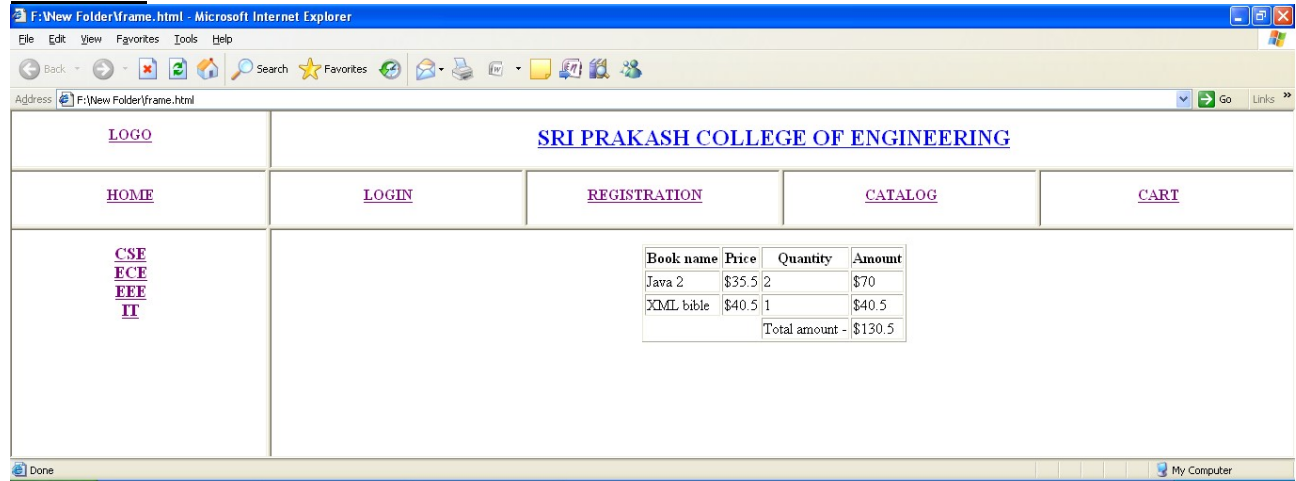 F:\New Folder\frame.html - Microsoft Internet Explorer
File Edit View Favorites Tools Help
Back Search Favorites
Address F:\New Folder\frame.html Go Links »
LOGO SRI PRAKASH COLLEGE OF ENGINEERING
HOME LOGIN REGISTRATION CATALOG CART
CSE
ECE
EEE
IT
Book name Price Quantity Amount
Java 2 $35.5 2 $70
XML bible $40.5 1 $40.5
Total amount - $130.5
Done My Computer